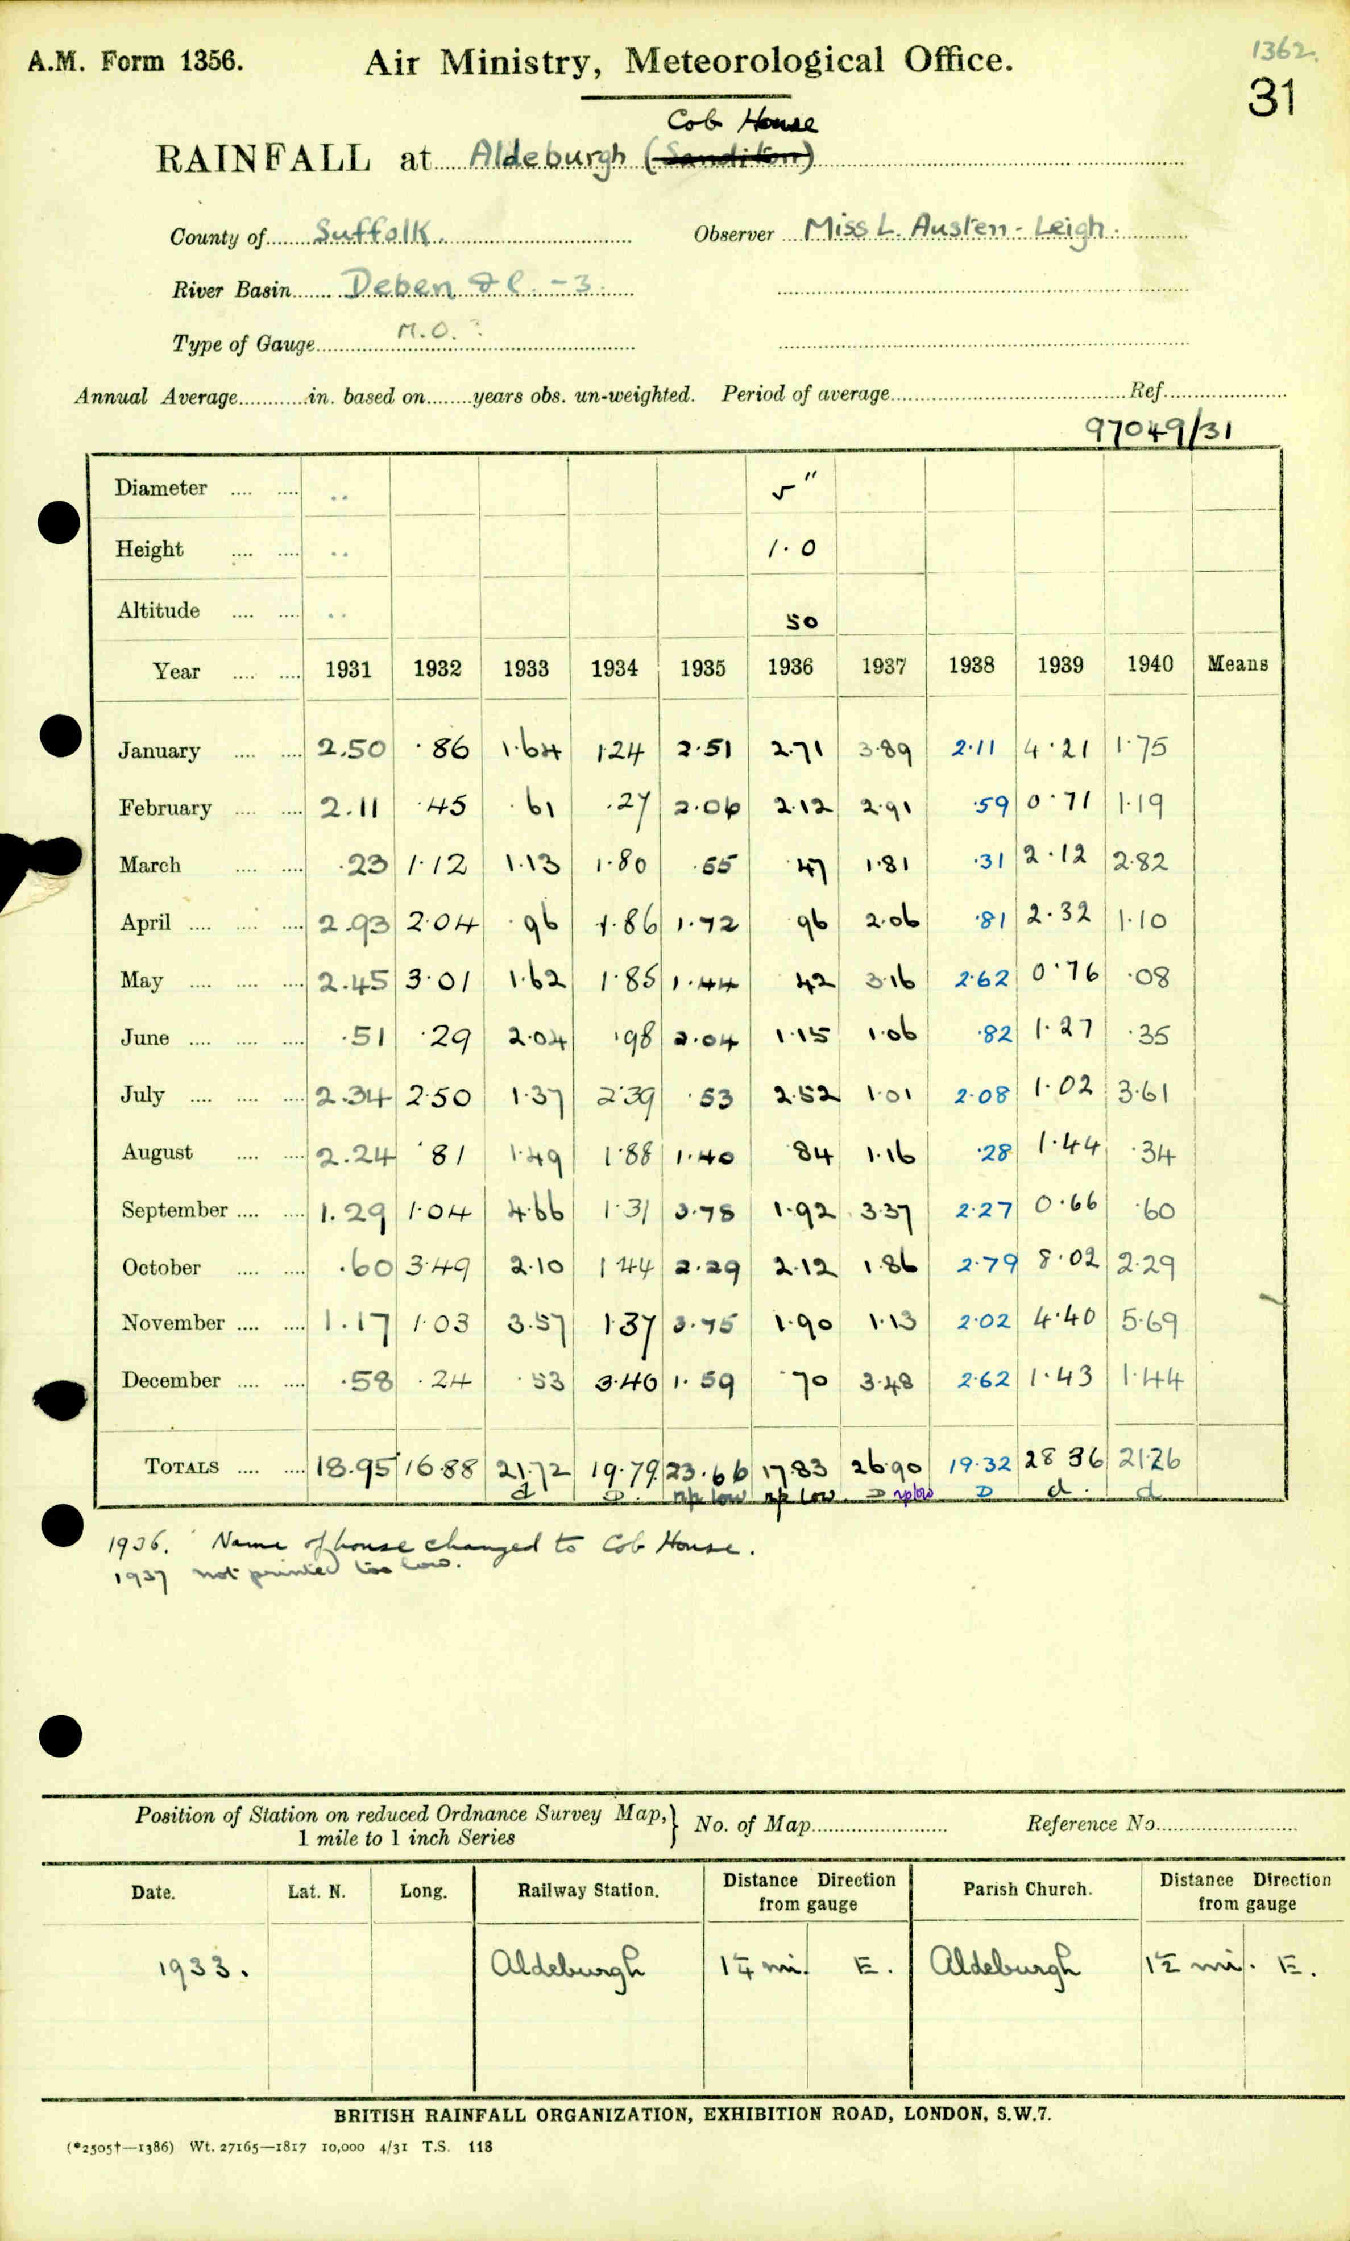 1362.
A.M. Form 1356. Air Ministry, Meteorological Office.
31
Cob House
RAINFALL at Aldeburgh (Sanditon)
County of Suffolk. Observer Miss L. Austen-Leigh.
River Basin Deben &c. - 3.
Type of Gauge M.O. ?
Annual Average in. based on years obs. un-weighted. Period of average Ref.
97049/31
Diameter .. 5"
Height .. 1.0
Altitude .. 50
Year 1931 1932 1933 1934 1935 1936 1937 1938 1939 1940 Means
January 2.50 .86 1.64 1.24 2.51 2.71 3.89 2.11 4.21 1.75
February 2.11 .45 .61 .27 2.06 2.12 2.91 .59 0.71 1.19
March .23 1.12 1.13 1.80 .55 .47 1.81 .31 2.12 2.82
April 2.93 2.04 .96 1.86 1.72 .96 2.06 .81 2.32 1.10
May 2.45 3.01 1.62 1.85 1.44 .42 3.16 2.62 0.76 .08
June .51 .29 2.04 .98 2.04 1.15 1.06 .82 1.27 .35
July 2.34 2.50 1.37 2.39 .53 2.52 1.01 2.08 1.02 3.61
August 2.24 .81 1.49 1.88 1.40 .84 1.16 .28 1.44 .34
September 1.29 1.04 4.66 1.31 3.78 1.92 3.37 2.27 0.66 .60
October .60 3.49 2.10 1.44 2.29 2.12 1.86 2.79 8.02 2.29
November 1.17 1.03 3.57 1.37 3.75 1.90 1.13 2.02 4.40 5.69
December .58 .24 .53 3.40 1.59 .70 3.48 2.62 1.43 1.44
TOTALS 18.95 16.88 21.72 19.79 23.66 17.83 26.90 19.32 28 36 21.26
d D. np low np low. D np low D d. d
1936. Name of house changed to Cob House.
1937 not printed too low.
Position of Station on reduced Ordnance Survey Map, } No. of Map Reference No.
1 mile to 1 inch Series
Date. Lat. N. Long. Railway Station. Distance Direction from gauge Parish Church. Distance Direction from gauge
1933. Aldeburgh 1¼ mi. E. Aldeburgh 1½ mi. E.
BRITISH RAINFALL ORGANIZATION, EXHIBITION ROAD, LONDON, S.W.7.
(*2505†—1386) Wt. 27165—1817 10,000 4/31 T.S. 118